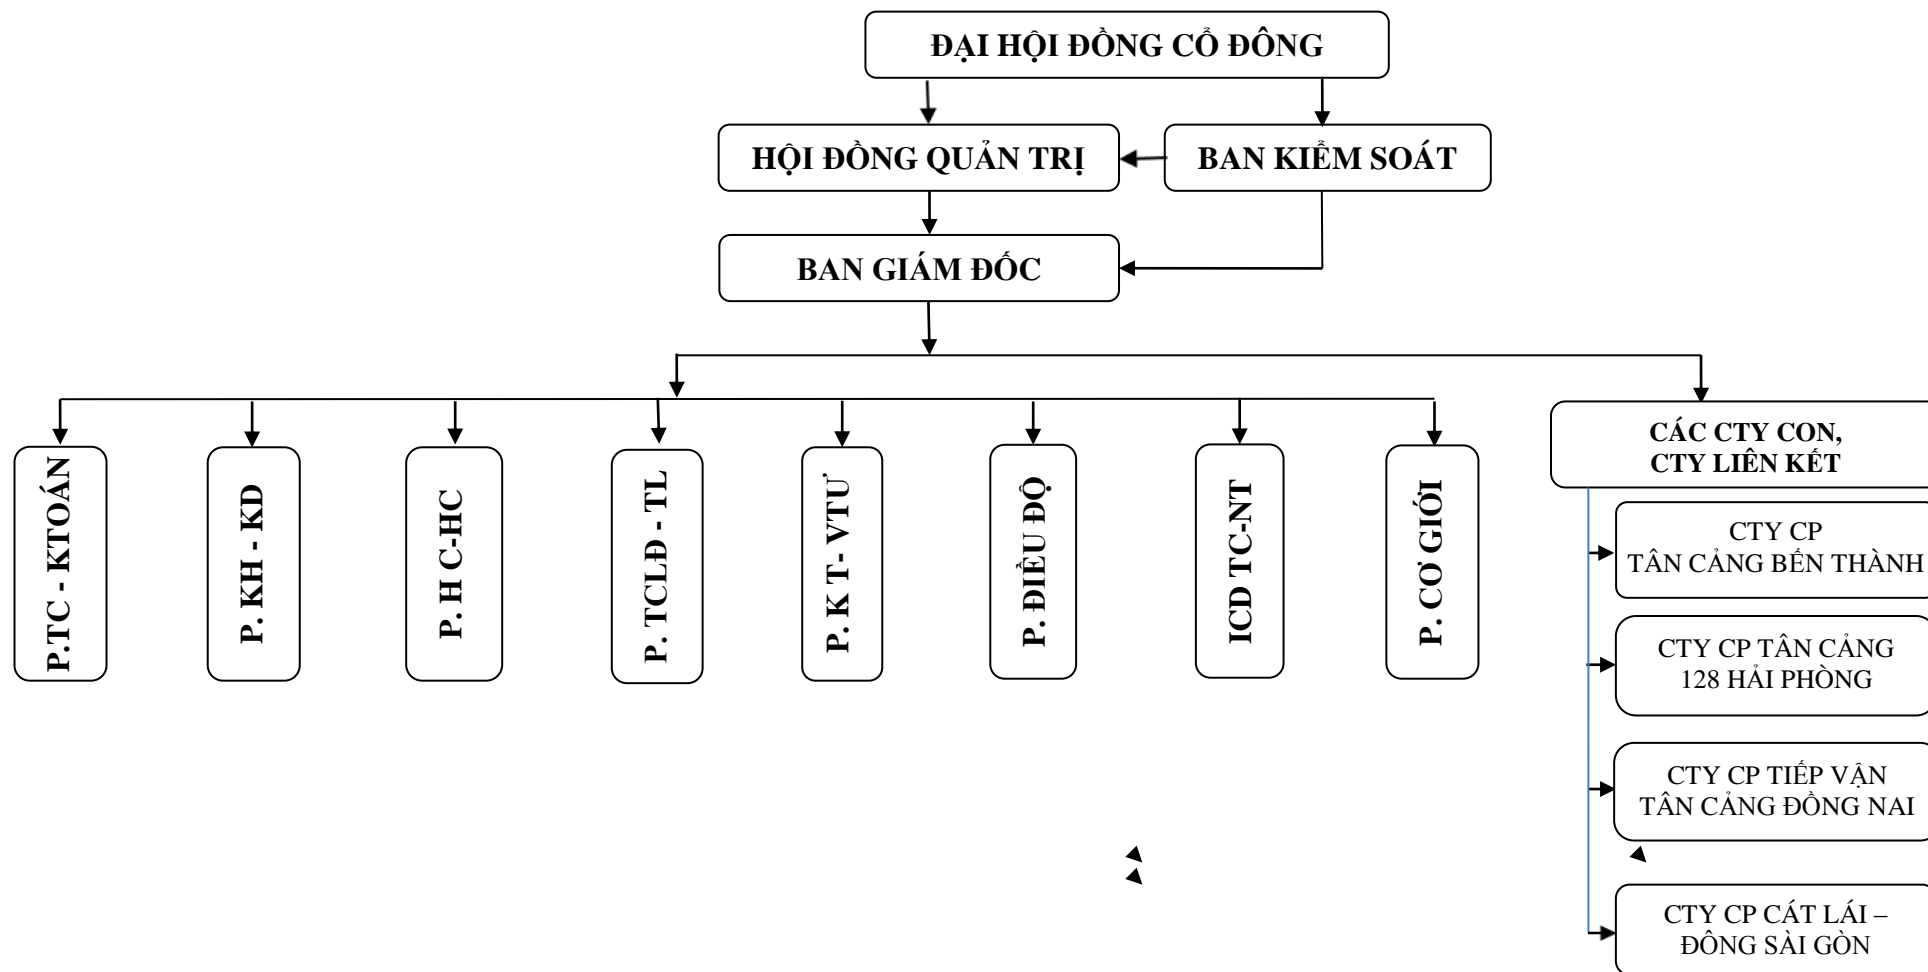 ĐẠI HỘI ĐỒNG CỔ ĐÔNG
HỘI ĐỒNG QUẢN TRỊ
BAN KIỂM SOÁT
BAN GIÁM ĐỐC
P.TC - KTOÁN
P. KH - KD
P. H C-HC
P. TCLĐ - TL
P. K T- VTƯ
P. ĐIỀU ĐỘ
ICD TC-NT
P. CƠ GIỚI
CÁC CTY CON,
CTY LIÊN KẾT
CTY CP
TÂN CẢNG BẾN THÀNH
CTY CP TÂN CẢNG
128 HẢI PHÒNG
CTY CP TIẾP VẬN
TÂN CẢNG ĐỒNG NAI
CTY CP CÁT LÁI –
ĐÔNG SÀI GÒN